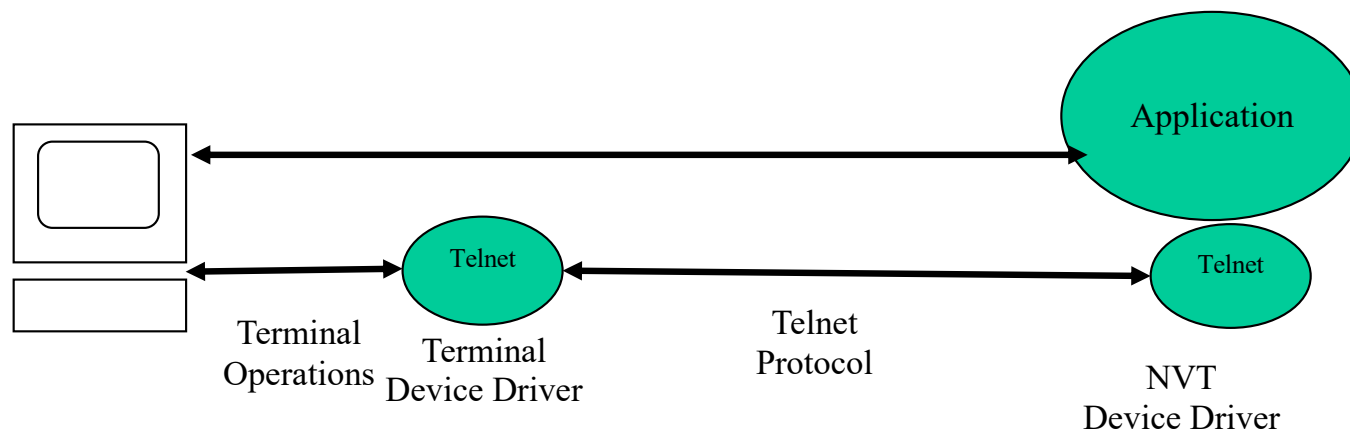 Application
Telnet
Telnet
Terminal
Operations
Terminal
Device Driver
Telnet
Protocol
NVT
Device Driver